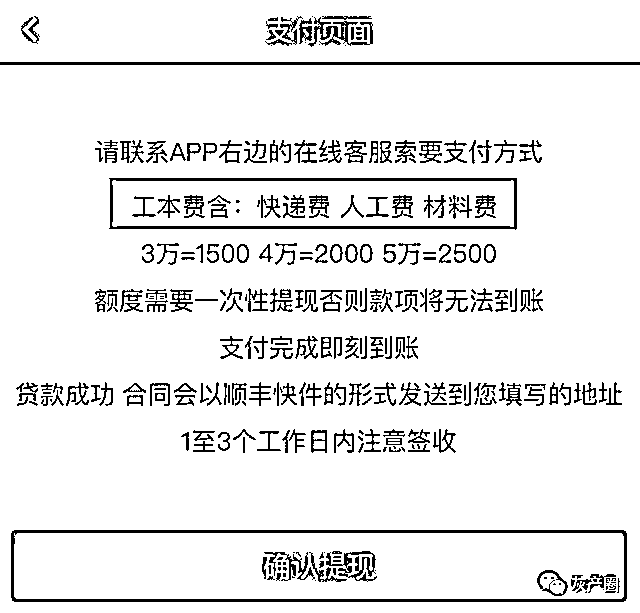 支付页面
请联系APP右边的在线客服索要支付方式
工本费含：快递费 人工费 材料费
3万=1500 4万=2000 5万=2500
额度需要一次性提现否则款项将无法到账
支付完成即刻到账
贷款成功 合同会以顺丰快件的形式发送到您填写的地址
1至3个工作日内注意签收
确认提现
灰产圈